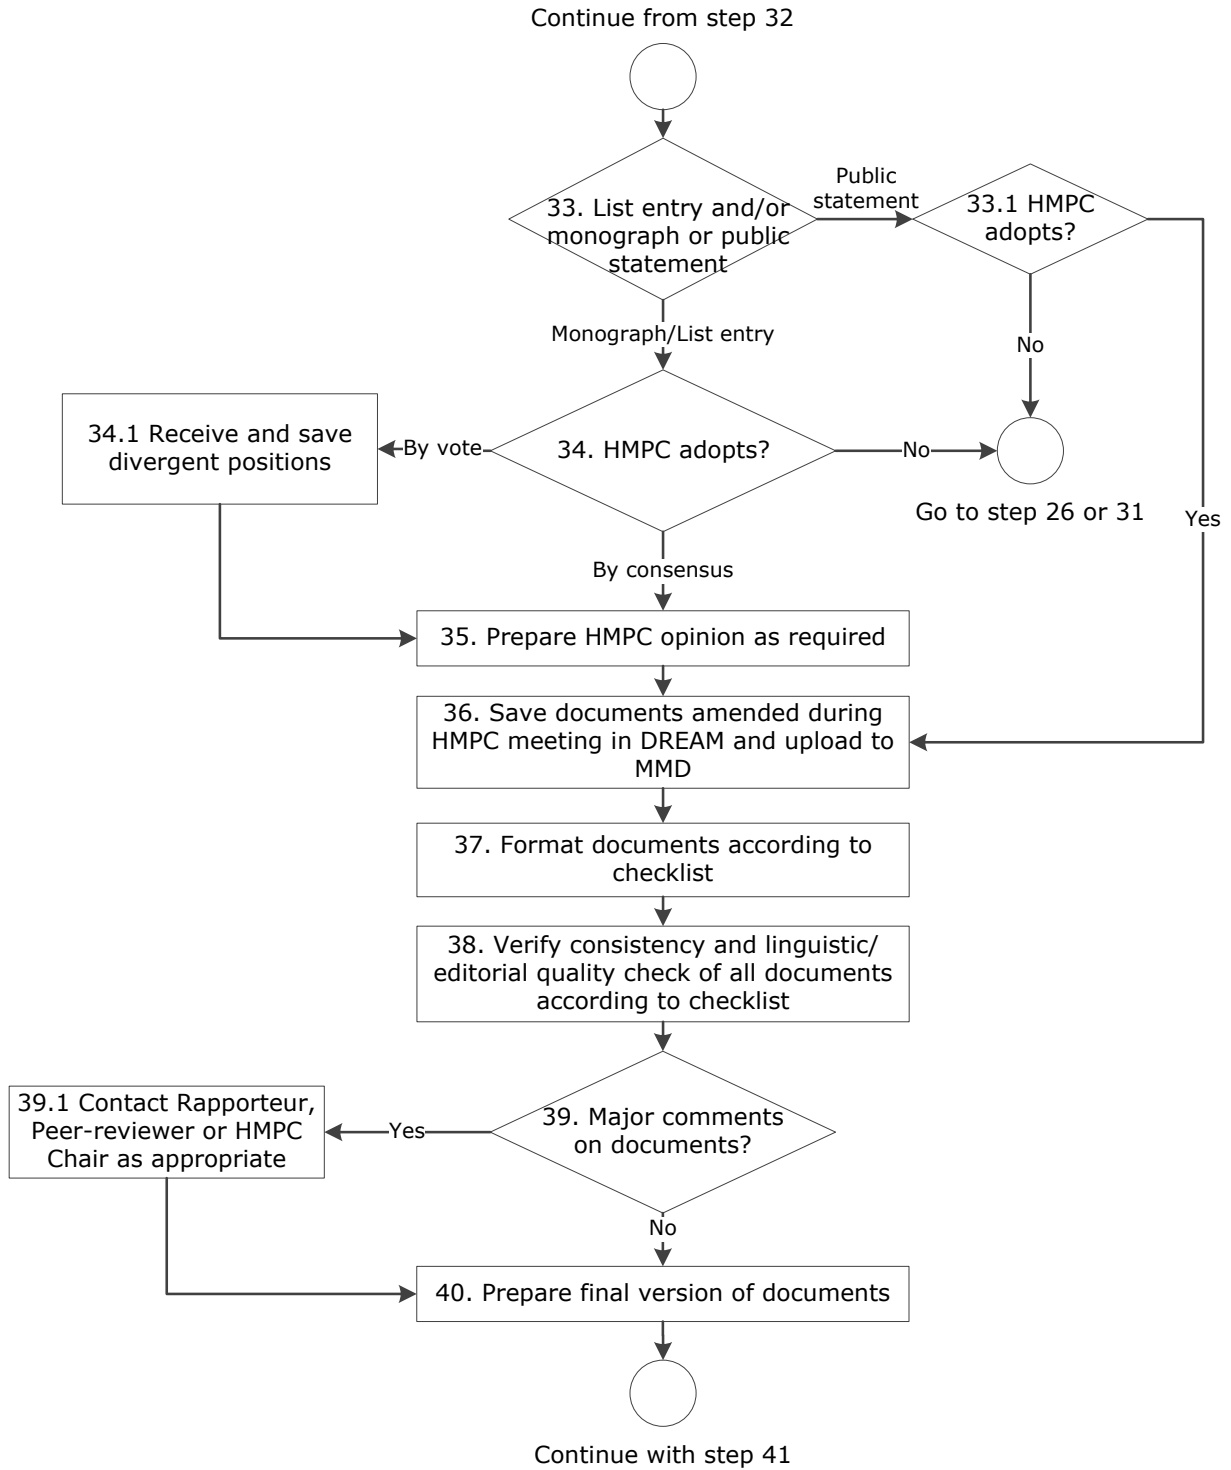 Continue from step 32
33. List entry and/or
monograph or public
statement
Public
statement
33.1 HMPC
adopts?
Monograph/List entry
No
Yes
34.1 Receive and save
divergent positions
By vote
34. HMPC adopts?
No
Go to step 26 or 31
By consensus
35. Prepare HMPC opinion as required
36. Save documents amended during
HMPC meeting in DREAM and upload to
MMD
37. Format documents according to
checklist
38. Verify consistency and linguistic/
editorial quality check of all documents
according to checklist
39.1 Contact Rapporteur,
Peer-reviewer or HMPC
Chair as appropriate
Yes
39. Major comments
on documents?
No
40. Prepare final version of documents
Continue with step 41